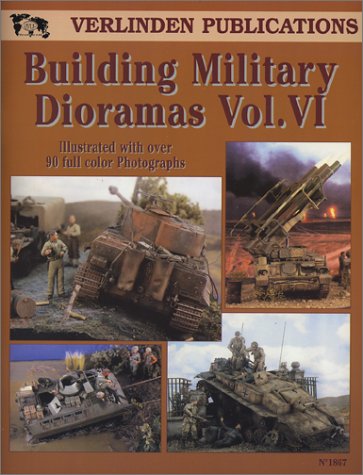 VERLINDEN PUBLICATIONS
Building Military
Dioramas Vol. VI
Illustrated with over
90 full color Photographs
N°1867